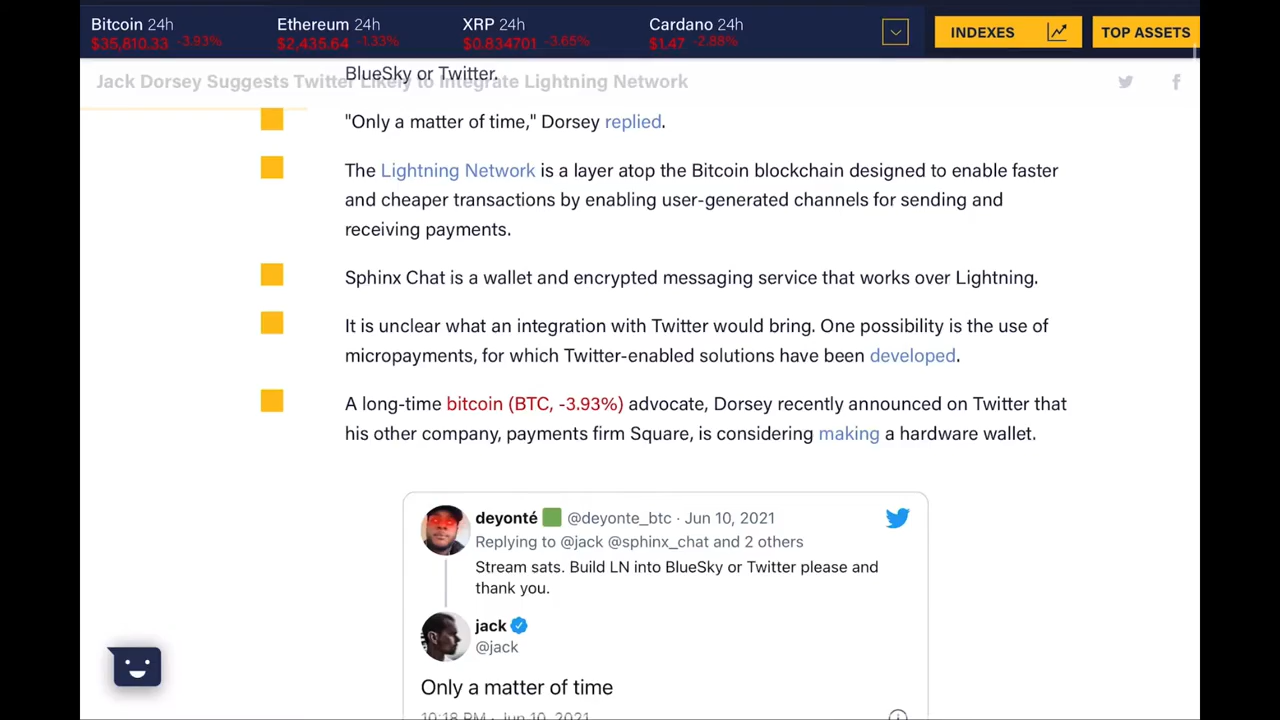 Bitcoin 24h
$35,810.33 -3.93%
Ethereum 24h
$2,435.64 -1.33%
XRP 24h
$0.834701 -3.65%
Cardano 24h
$1.47 -2.88%
INDEXES
TOP ASSETS
BlueSky or Twitter.
Jack Dorsey Suggests Twitter Likely to Integrate Lightning Network
"Only a matter of time," Dorsey replied.
The Lightning Network is a layer atop the Bitcoin blockchain designed to enable faster
and cheaper transactions by enabling user-generated channels for sending and
receiving payments.
Sphinx Chat is a wallet and encrypted messaging service that works over Lightning.
It is unclear what an integration with Twitter would bring. One possibility is the use of
micropayments, for which Twitter-enabled solutions have been developed.
A long-time bitcoin (BTC, -3.93%) advocate, Dorsey recently announced on Twitter that
his other company, payments firm Square, is considering making a hardware wallet.
deyonté @deyonte_btc · Jun 10, 2021
Replying to @jack @sphinx_chat and 2 others
Stream sats. Build LN into BlueSky or Twitter please and
thank you.
jack
@jack
Only a matter of time
10:18 PM · Jun 10, 2021